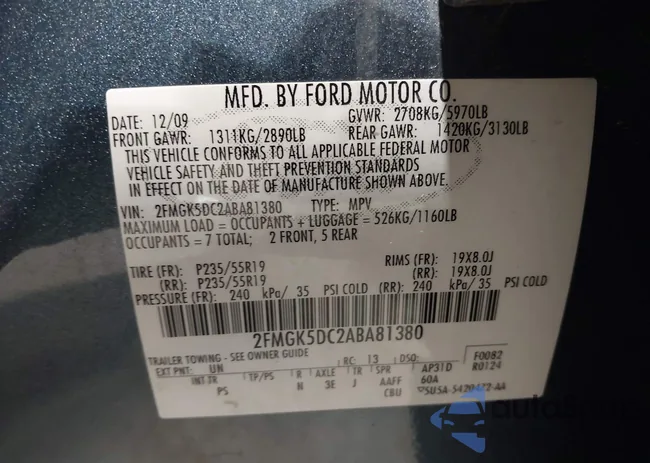 MFD. BY FORD MOTOR CO.
DATE: 12/09 GVWR: 2708KG/5970LB
FRONT GAWR: 1311KG/2890LB REAR GAWR: 1420KG/3130LB
THIS VEHICLE CONFORMS TO ALL APPLICABLE FEDERAL MOTOR
VEHICLE SAFETY AND THEFT PREVENTION STANDARDS
IN EFFECT ON THE DATE OF MANUFACTURE SHOWN ABOVE.
VIN: 2FMGK5DC2ABA81380 TYPE: MPV
MAXIMUM LOAD = OCCUPANTS + LUGGAGE = 526KG/1160LB
OCCUPANTS = 7 TOTAL; 2 FRONT, 5 REAR
TIRE (FR): P235/55R19 RIMS (FR): 19X8.0J
(RR): P235/55R19 (RR): 19X8.0J
PRESSURE (FR): 240 kPa/ 35 PSI COLD (RR): 240 kPa/ 35 PSI COLD
2FMGK5DC2ABA81380
TRAILER TOWING - SEE OWNER GUIDE
EXT PNT: UN RC: 13 DSO: F0082
R0124
INT TR TP/PS R AXLE TR SPR AP31D
PS N 3E J AAFF 60A
CBU